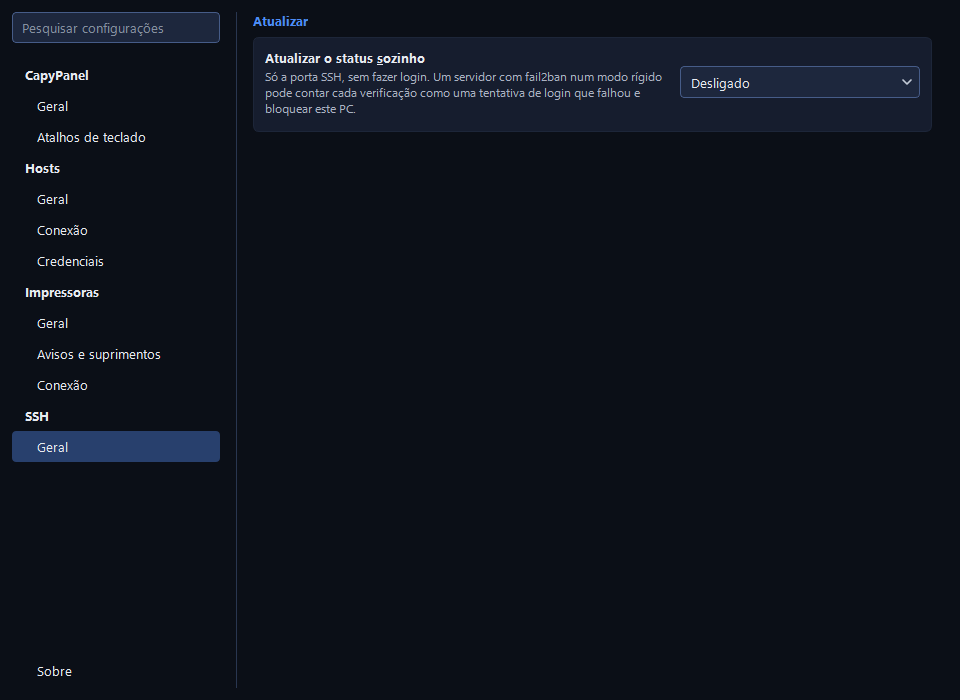 Pesquisar configurações
CapyPanel
Geral
Atalhos de teclado
Hosts
Geral
Conexão
Credenciais
Impressoras
Geral
Avisos e suprimentos
Conexão
SSH
Geral
Sobre
Atualizar
Atualizar o status sozinho
Só a porta SSH, sem fazer login. Um servidor com fail2ban num modo rígido
pode contar cada verificação como uma tentativa de login que falhou e
bloquear este PC.
Desligado